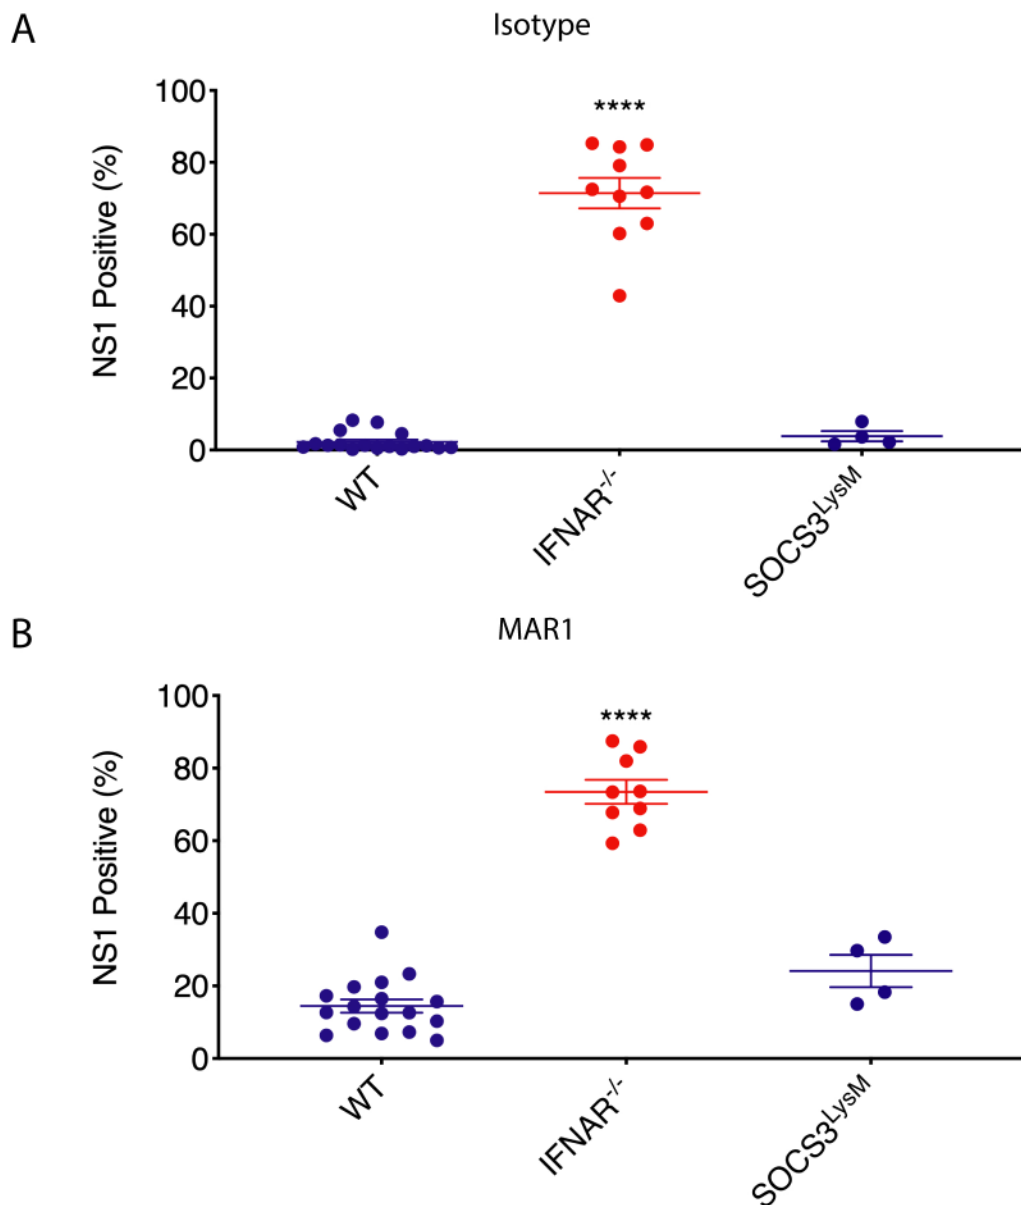 A
Isotype
NS1 Positive (%)
100
80
60
40
20
0
****
WT
IFNAR-/-
SOCS3LysM
B
MAR1
NS1 Positive (%)
100
80
60
40
20
0
****
WT
IFNAR-/-
SOCS3LysM